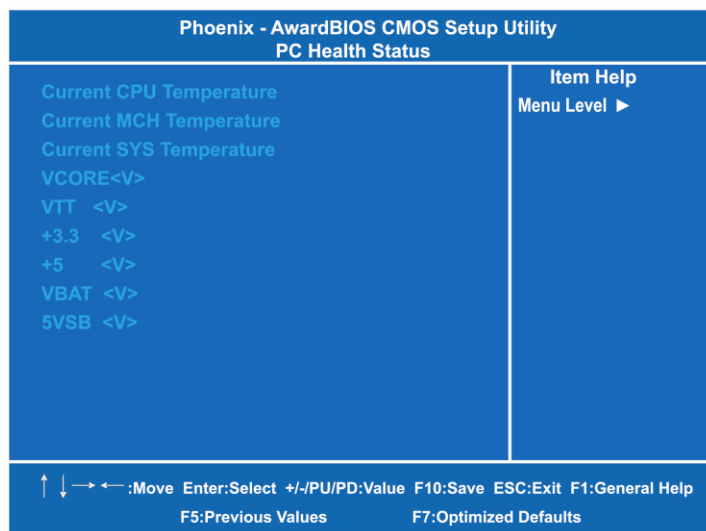 Phoenix - AwardBIOS CMOS Setup Utility
PC Health Status
Current CPU Temperature
Current MCH Temperature
Current SYS Temperature
VCORE<V>
VTT <V>
+3.3 <V>
+5 <V>
VBAT <V>
5VSB <V>
Item Help
Menu Level ►
↑ ↓ → ← :Move Enter:Select +/-/PU/PD:Value F10:Save ESC:Exit F1:General Help
F5:Previous Values F7:Optimized Defaults